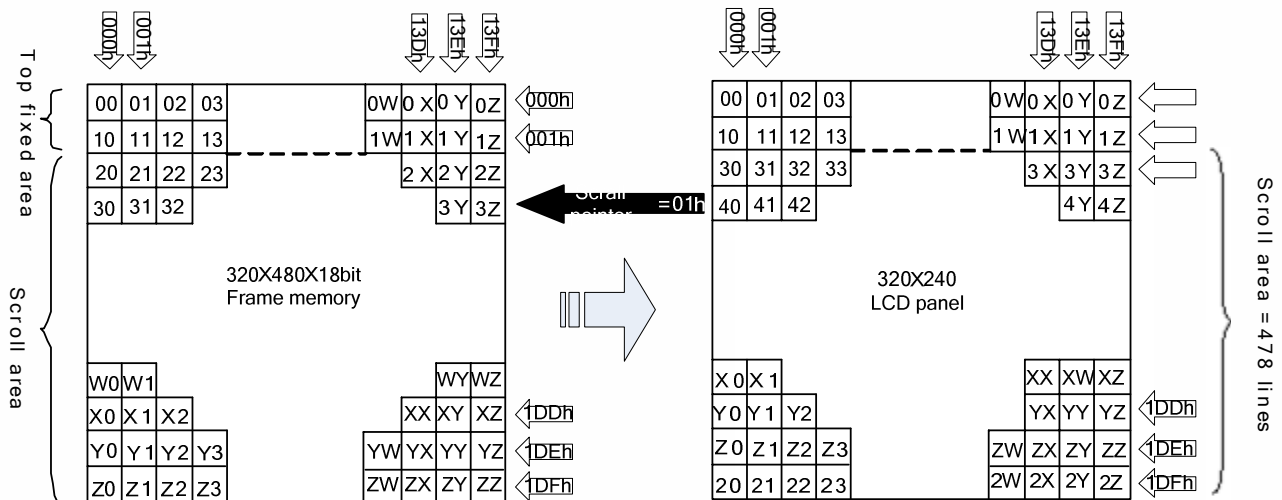 000h 001h 13Dh 13Eh 13Fh
000h 001h 13Dh 13Eh 13Fh
Top fixed area
00 01 02 03 0W 0X 0Y 0Z 000h
10 11 12 13 1W 1X 1Y 1Z 001h
20 21 22 23 2X 2Y 2Z
30 31 32 3Y 3Z
=01h
00 01 02 03 0W 0X 0Y 0Z
10 11 12 13 1W 1X 1Y 1Z
30 31 32 33 3X 3Y 3Z
40 41 42 4Y 4Z
Scroll area
320X480X18bit
Frame memory
320X240
LCD panel
Scroll area = 478 lines
W0 W1 WY WZ
X0 X1 X2 XX XY XZ 1DDh
Y0 Y1 Y2 Y3 YW YX YY YZ 1DEh
Z0 Z1 Z2 Z3 ZW ZX ZY ZZ 1DFh
X0 X1 XX XW XZ
Y0 Y1 Y2 YX YY YZ 1DDh
Z0 Z1 Z2 Z3 ZW ZX ZY ZZ 1DEh
20 21 22 23 2W 2X 2Y 2Z 1DFh